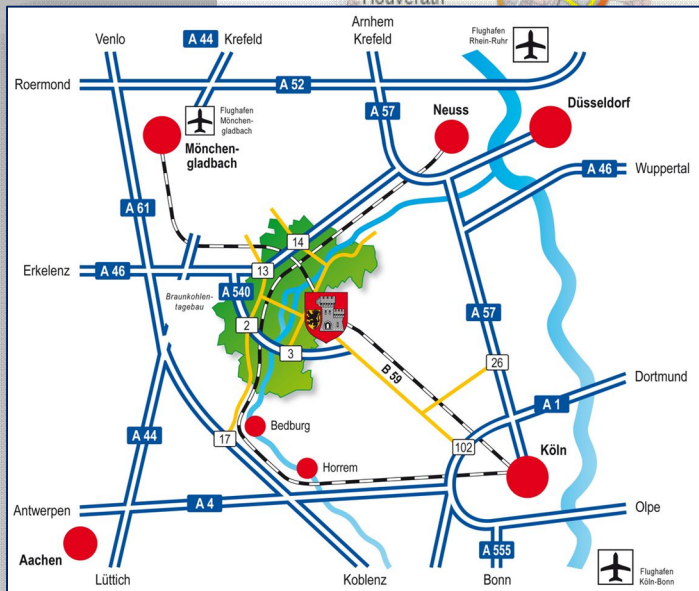 Houverath
Venlo
A 44
Krefeld
Arnhem
Krefeld
Flughafen
Rhein-Ruhr
Roermond
A 52
Flughafen
Mönchen-
gladbach
A 57
Neuss
Düsseldorf
Mönchen-
gladbach
A 46
Wuppertal
A 61
14
Erkelenz
A 46
13
A 540
Braunkohlen-
tagebau
2
A 57
3
B 59
26
Dortmund
A 1
A 44
17
Bedburg
102
Köln
Horrem
A 4
Antwerpen
Olpe
Aachen
A 555
Lüttich
Koblenz
Bonn
Flughafen
Köln-Bonn